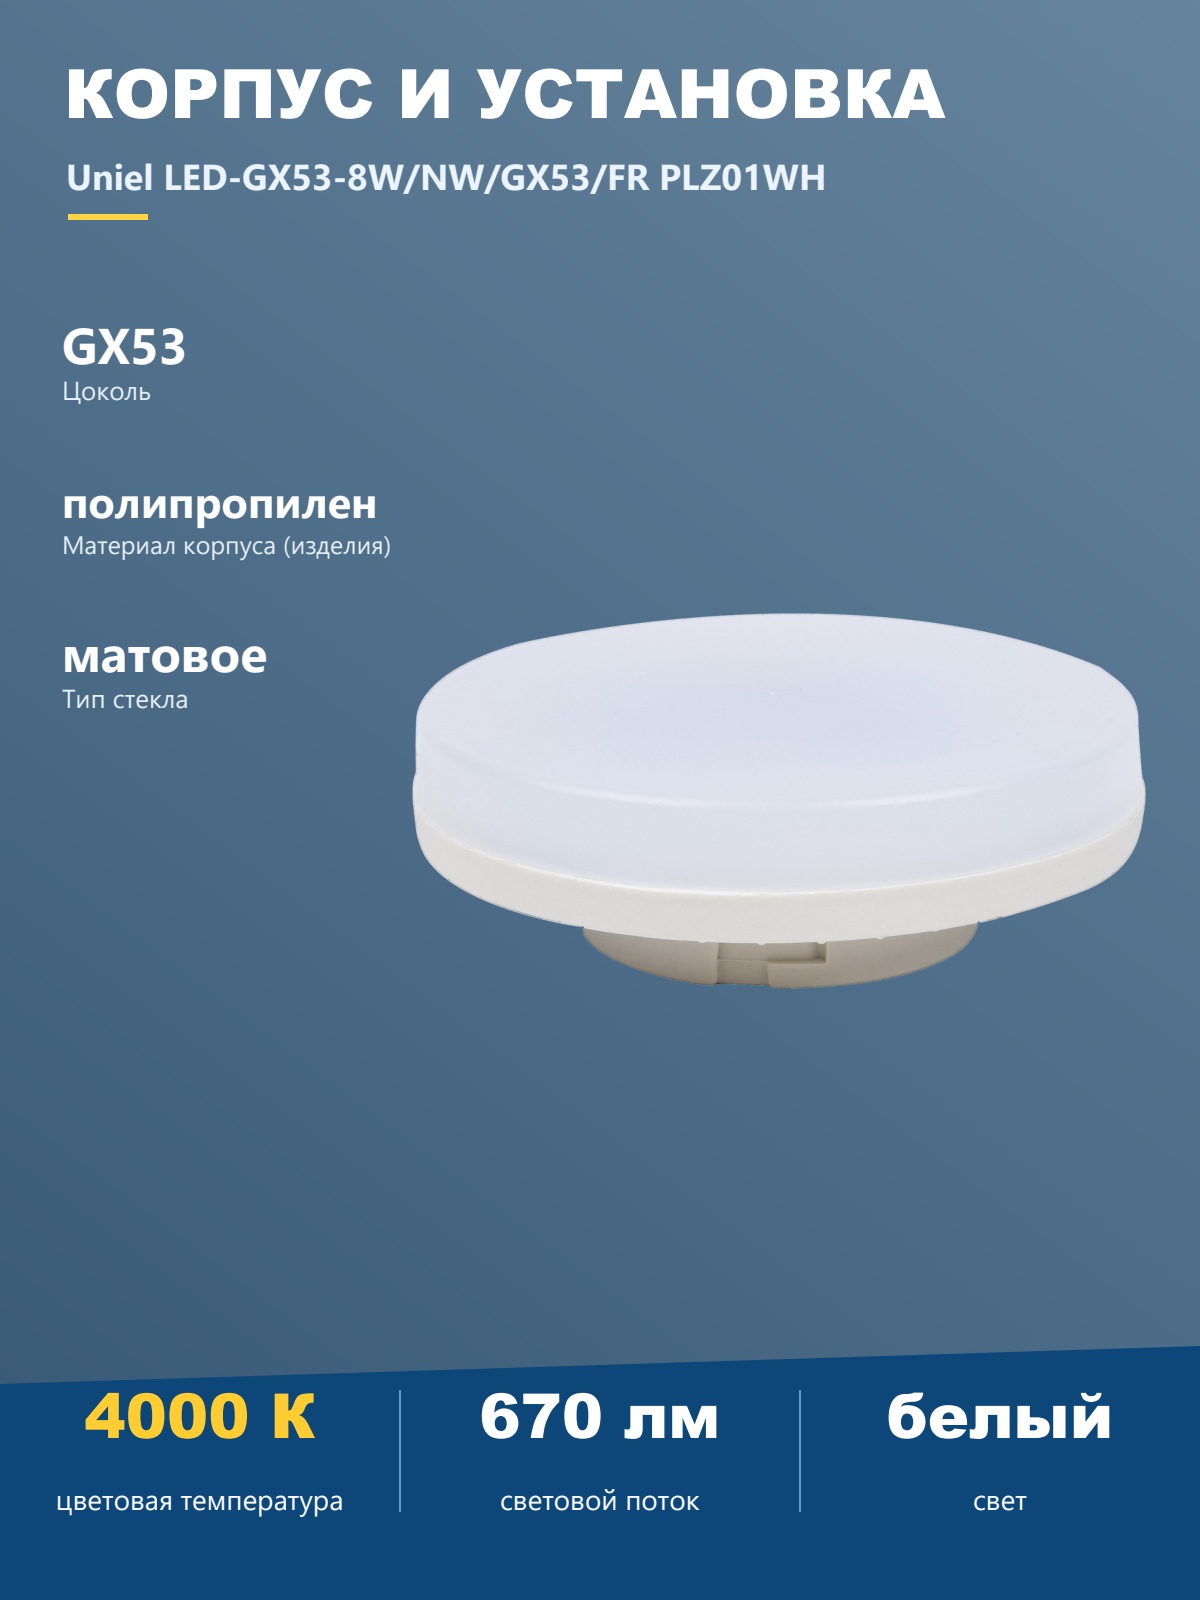 КОРПУС И УСТАНОВКА
Uniel LED-GX53-8W/NW/GX53/FR PLZ01WH
GX53
Цоколь
полипропилен
Материал корпуса (изделия)
матовое
Тип стекла
4000 К
цветовая температура
670 лм
световой поток
белый
свет